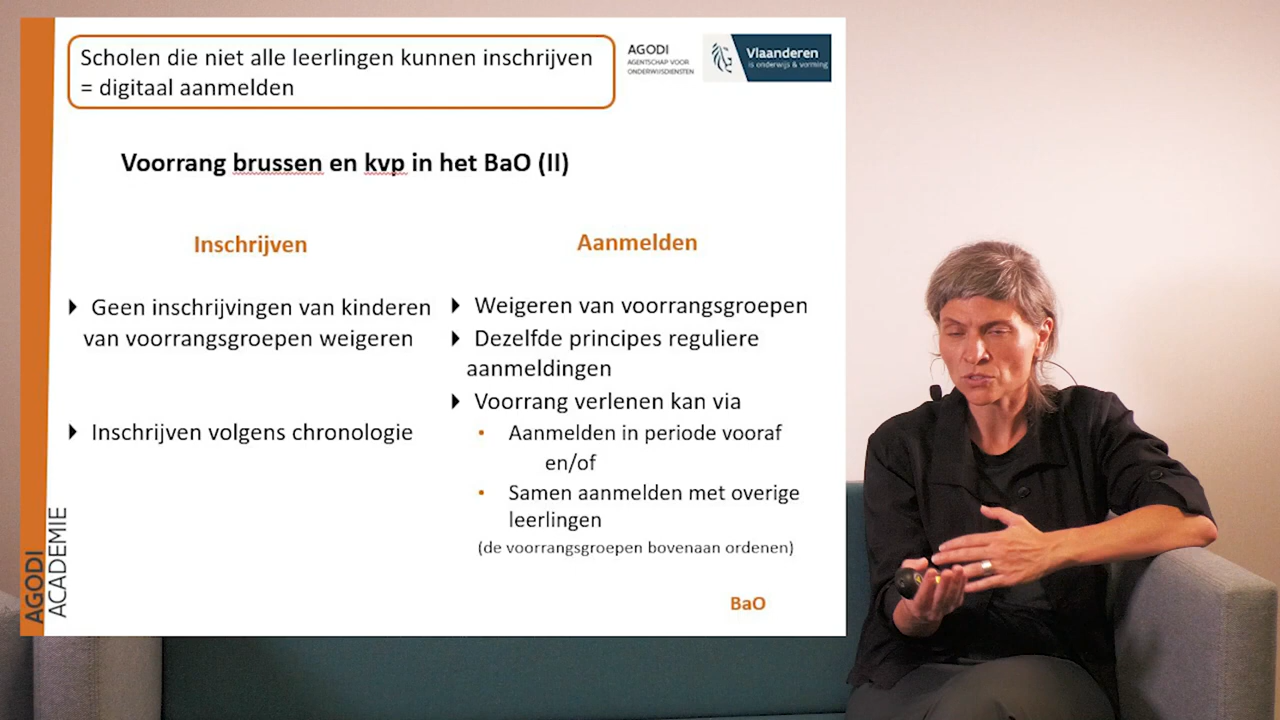 Scholen die niet alle leerlingen kunnen inschrijven
= digitaal aanmelden
AGODI
AGENTSCHAP VOOR
ONDERWIJSDIENSTEN
Vlaanderen
is onderwijs & vorming
Voorrang brussen en kvp in het BaO (II)
Inschrijven
Geen inschrijvingen van kinderen
van voorrangsgroepen weigeren
Inschrijven volgens chronologie
Aanmelden
Weigeren van voorrangsgroepen
Dezelfde principes reguliere
aanmeldingen
Voorrang verlenen kan via
• Aanmelden in periode vooraf
en/of
• Samen aanmelden met overige
leerlingen
(de voorrangsgroepen bovenaan ordenen)
BaO
AGODI
ACADEMIE